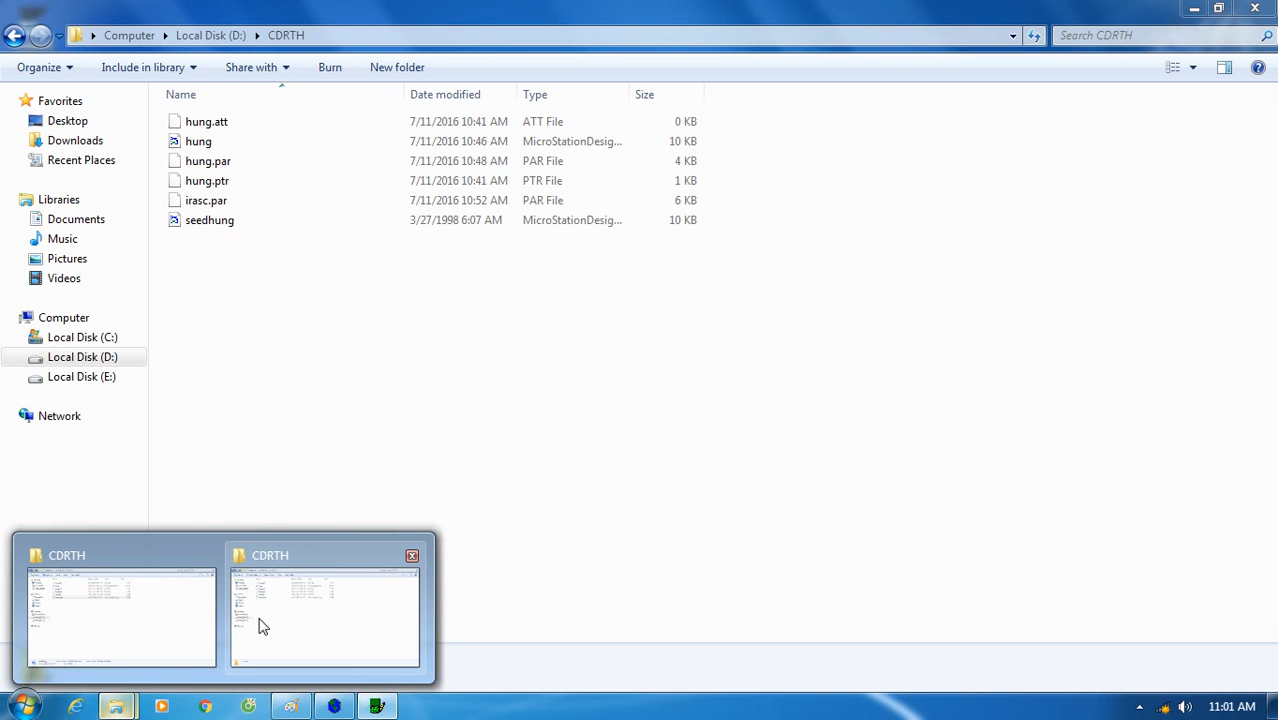 Computer Local Disk (D:) CDRTH Search CDRTH
Organize Include in library Share with Burn New folder
Name Date modified Type Size
Favorites
Desktop
Downloads
Recent Places
Libraries
Documents
Music
Pictures
Videos
Computer
Local Disk (C:)
Local Disk (D:)
Local Disk (E:)
Network
hung.att 7/11/2016 10:41 AM ATT File 0 KB
hung 7/11/2016 10:46 AM MicroStationDesig... 10 KB
hung.par 7/11/2016 10:48 AM PAR File 4 KB
hung.ptr 7/11/2016 10:41 AM PTR File 1 KB
irasc.par 7/11/2016 10:52 AM PAR File 6 KB
seedhung 3/27/1998 6:07 AM MicroStationDesig... 10 KB
CDRTH CDRTH
11:01 AM